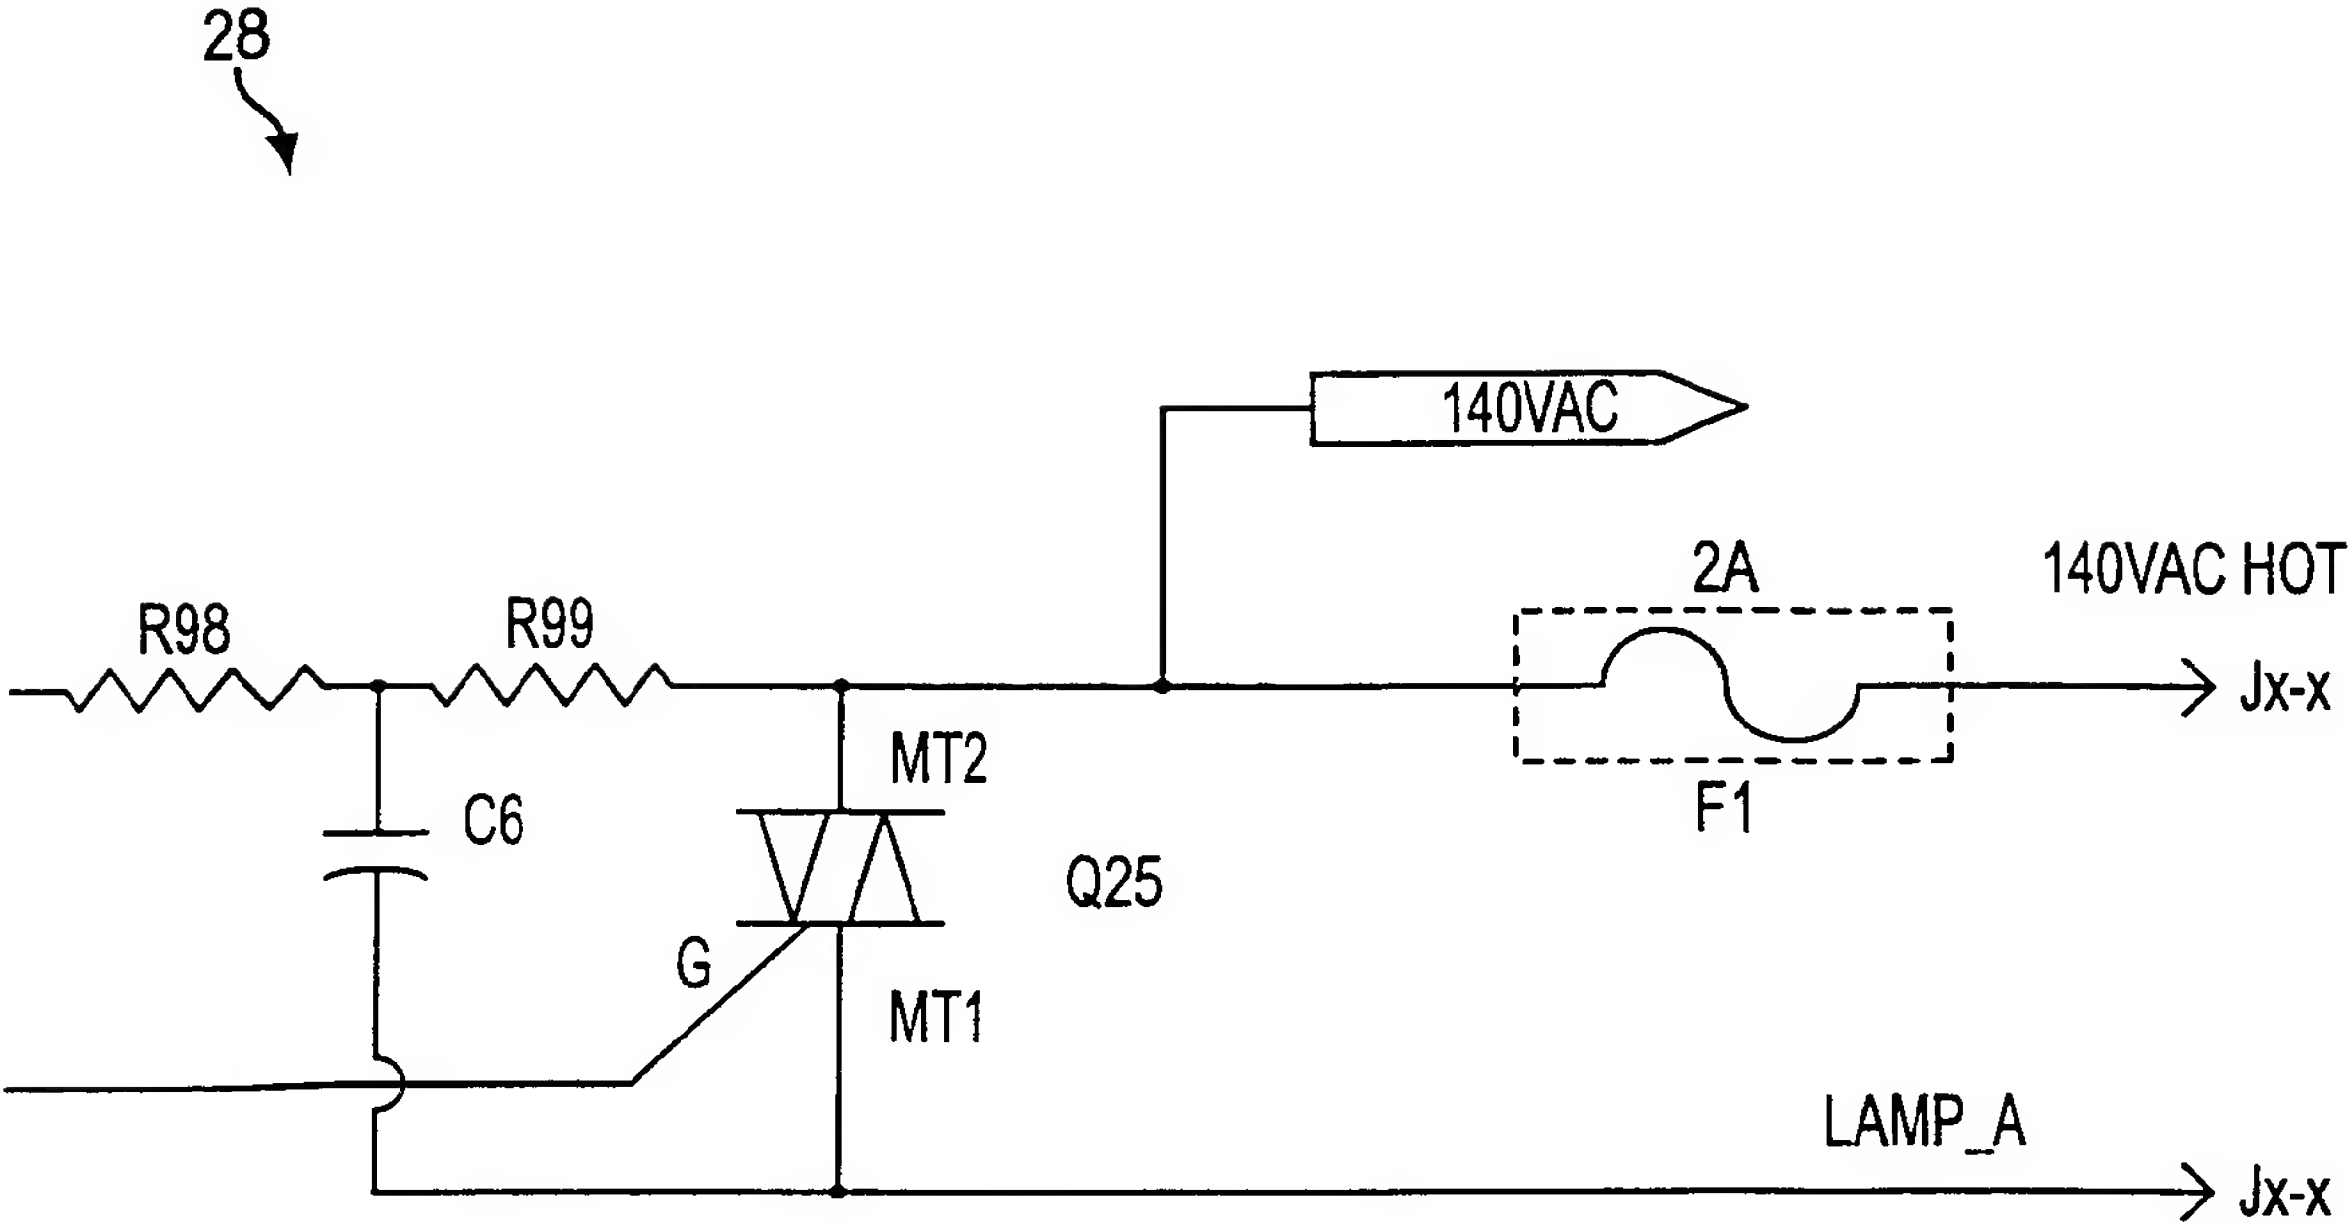 28
140VAC
2A
140VAC HOT
R98
R99
Jx-x
MT2
F1
C6
Q25
G
MT1
LAMP_A
Jx-x